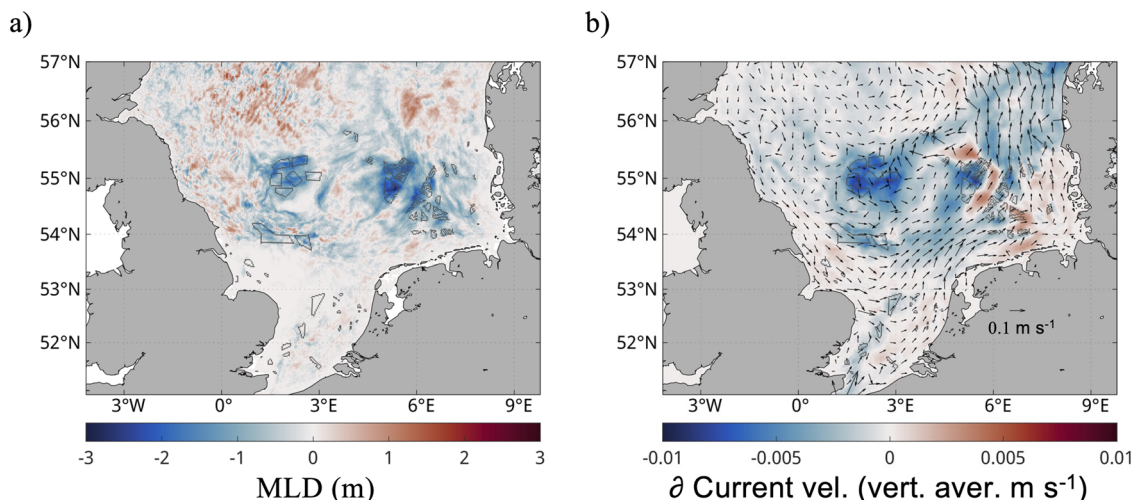 a)
57°N
56°N
55°N
54°N
53°N
52°N
3°W 0° 3°E 6°E 9°E
-3 -2 -1 0 1 2 3
MLD (m)
b)
57°N
56°N
55°N
54°N
53°N
52°N
0.1 m s-1
3°W 0° 3°E 6°E 9°E
-0.01 -0.005 0 0.005 0.01
∂ Current vel. (vert. aver. m s-1)